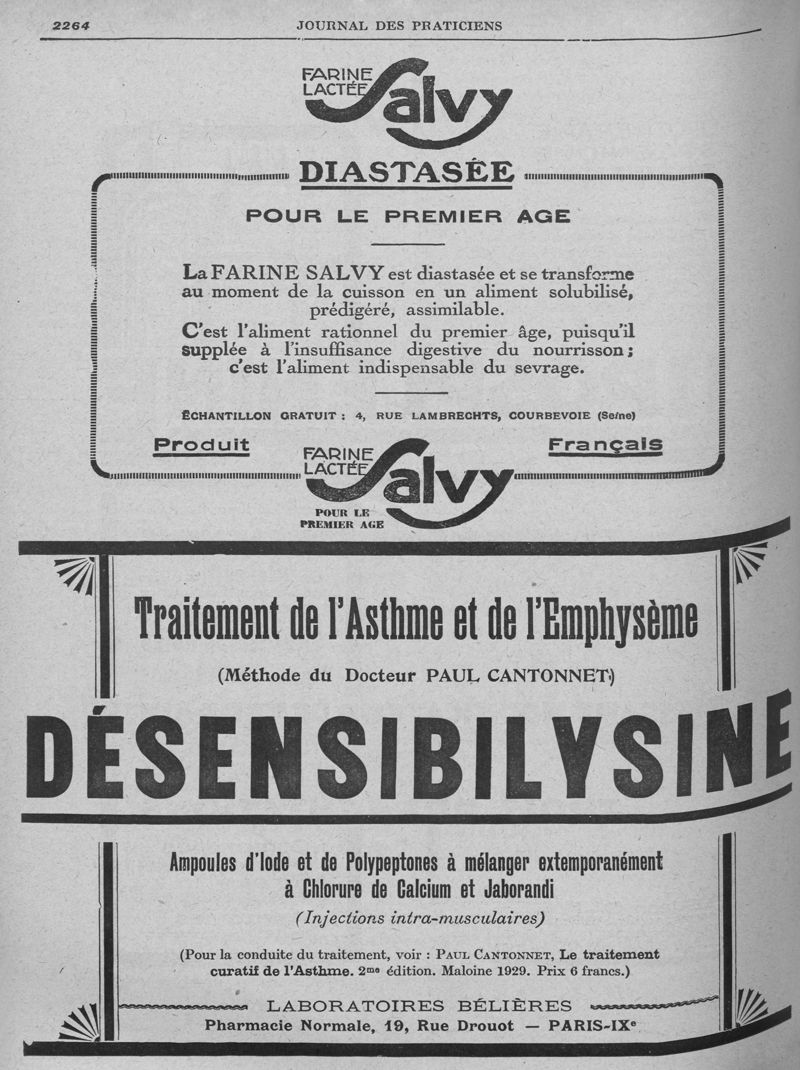 2264 JOURNAL DES PRATICIENS
FARINE
LACTÉE
Salvy
DIASTASÉE
POUR LE PREMIER AGE
La FARINE SALVY est diastasée et se transforme
au moment de la cuisson en un aliment solubilisé,
prédigéré, assimilable.
C'est l'aliment rationnel du premier âge, puisqu'il
supplée à l'insuffisance digestive du nourrisson ;
c'est l'aliment indispensable du sevrage.
ÉCHANTILLON GRATUIT : 4, RUE LAMBRECHTS, COURBEVOIE (Seine)
Produit Français
FARINE
LACTÉE
Salvy
POUR LE
PREMIER AGE
Traitement de l'Asthme et de l'Emphysème
(Méthode du Docteur PAUL CANTONNET)
DÉSENSIBILYSINE
Ampoules d'Iode et de Polypeptones à mélanger extemporanément
à Chlorure de Calcium et Jaborandi
(Injections intra-musculaires)
(Pour la conduite du traitement, voir : PAUL CANTONNET, Le traitement
curatif de l'Asthme. 2me édition. Maloine 1929. Prix 6 francs.)
LABORATOIRES BÉLIÈRES
Pharmacie Normale, 19, Rue Drouot — PARIS-IXe